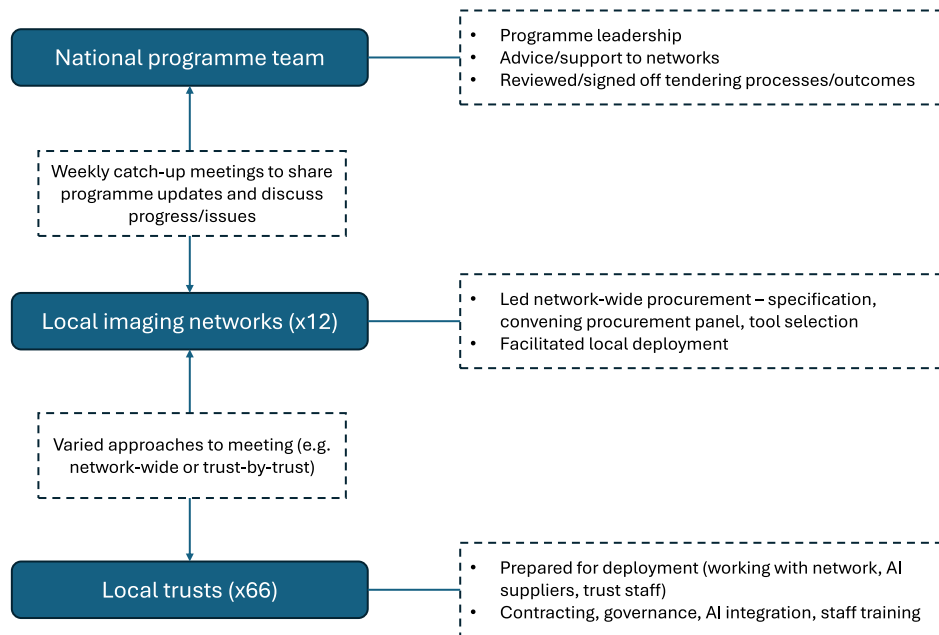 National programme team
• Programme leadership
• Advice/support to networks
• Reviewed/signed off tendering processes/outcomes
Weekly catch-up meetings to share
programme updates and discuss
progress/issues
Local imaging networks (x12)
• Led network-wide procurement – specification,
convening procurement panel, tool selection
• Facilitated local deployment
Varied approaches to meeting (e.g.
network-wide or trust-by-trust)
Local trusts (x66)
• Prepared for deployment (working with network, AI
suppliers, trust staff)
• Contracting, governance, AI integration, staff training